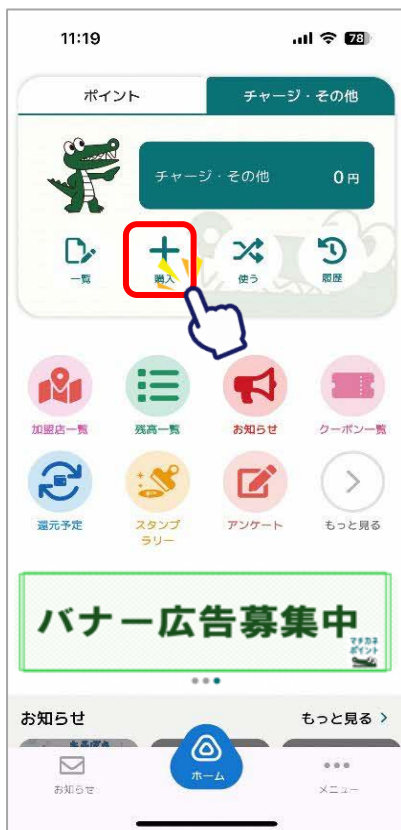 11:19
78
ポイント
チャージ・その他
チャージ・その他 0 円
一覧
購入
使う
履歴
加盟店一覧
残高一覧
お知らせ
クーポン一覧
還元予定
スタンプ
ラリー
アンケート
もっと見る
バナー広告募集中
マチカネ
ポイント
お知らせ
もっと見る
お知らせ
ホーム
メニュー